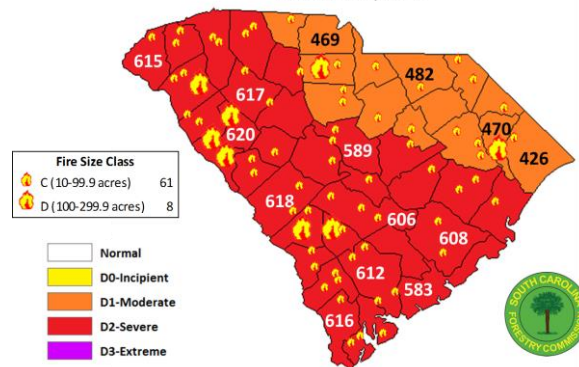 469
615
482
617
470
620
589
426
Fire Size Class
C (10-99.9 acres) 61
D (100-299.9 acres) 8
618
606
608
612
583
616
Normal
D0-Incipient
D1-Moderate
D2-Severe
D3-Extreme
SOUTH CAROLINA
FORESTRY COMMISSION